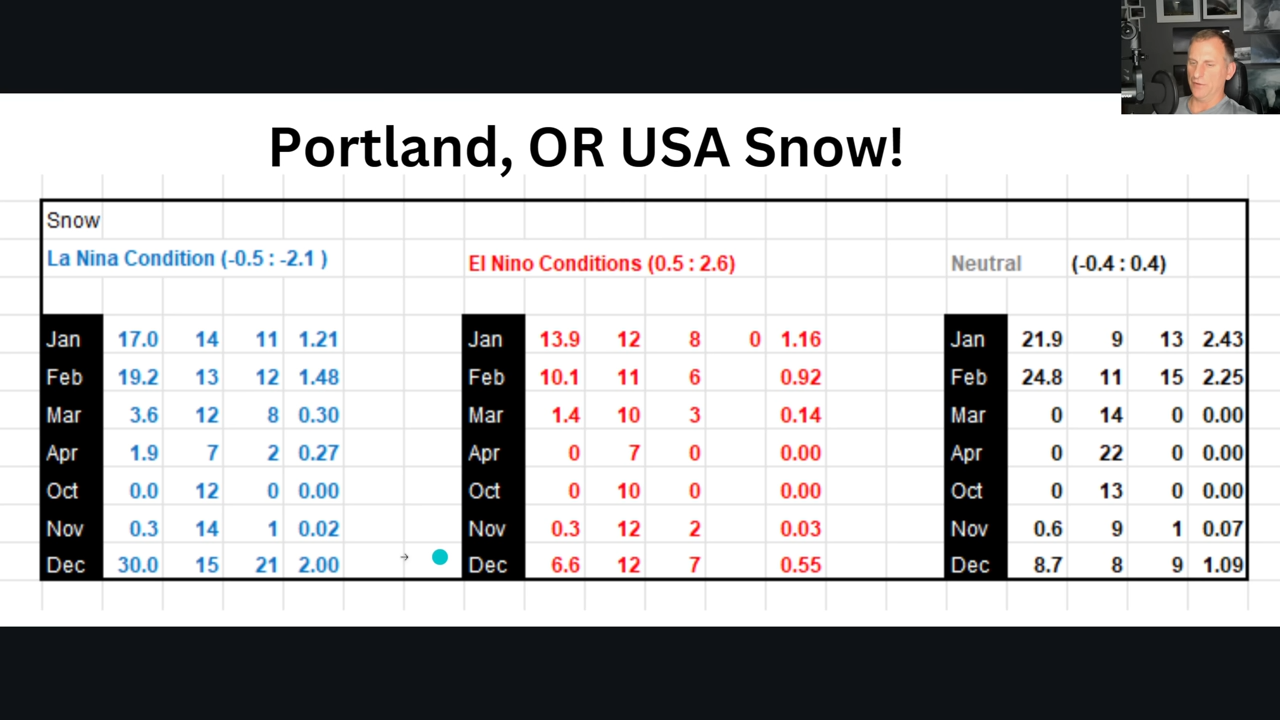 Portland, OR USA Snow!
Snow
La Nina Condition (-0.5 : -2.1 )
El Nino Conditions (0.5 : 2.6)
Neutral (-0.4 : 0.4)
Jan 17.0 14 11 1.21 Jan 13.9 12 8 0 1.16 Jan 21.9 9 13 2.43
Feb 19.2 13 12 1.48 Feb 10.1 11 6 0.92 Feb 24.8 11 15 2.25
Mar 3.6 12 8 0.30 Mar 1.4 10 3 0.14 Mar 0 14 0 0.00
Apr 1.9 7 2 0.27 Apr 0 7 0 0.00 Apr 0 22 0 0.00
Oct 0.0 12 0 0.00 Oct 0 10 0 0.00 Oct 0 13 0 0.00
Nov 0.3 14 1 0.02 Nov 0.3 12 2 0.03 Nov 0.6 9 1 0.07
Dec 30.0 15 21 2.00 Dec 6.6 12 7 0.55 Dec 8.7 8 9 1.09